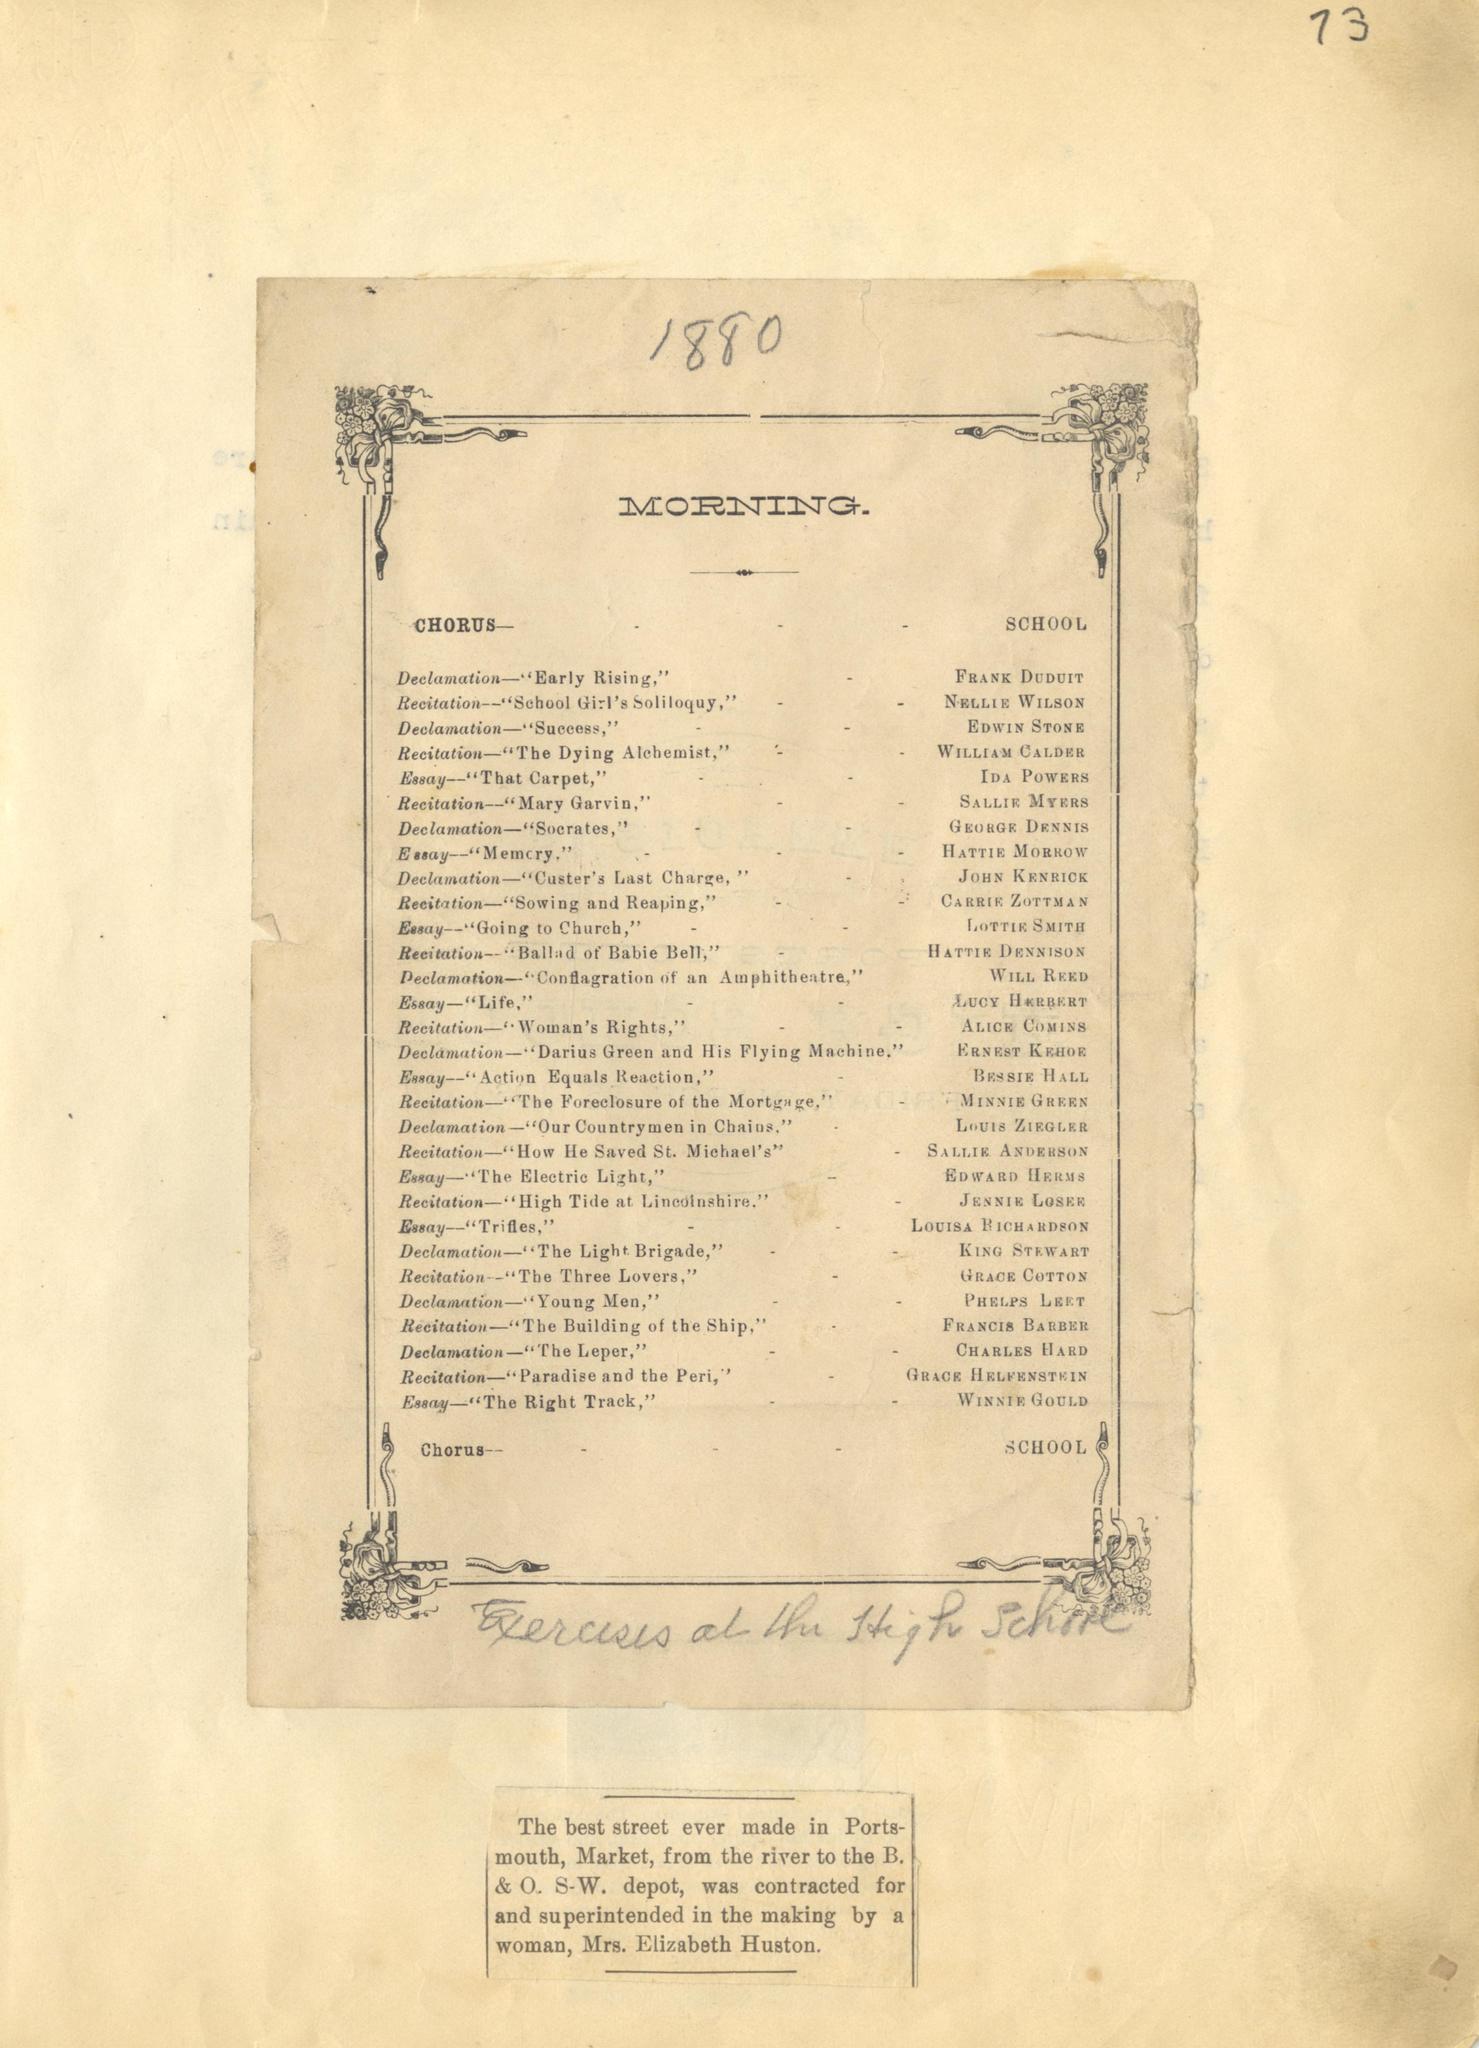 73
1880
MORNING.
CHORUS— - - - SCHOOL
Declamation—"Early Rising," - FRANK DUDUIT
Recitation—"School Girl's Soliloquy," - - NELLIE WILSON
Declamation—"Success," - - EDWIN STONE
Recitation—"The Dying Alchemist," - - WILLIAM CALDER
Essay—"That Carpet," - - IDA POWERS
Recitation—"Mary Garvin," - - SALLIE MYERS
Declamation—"Socrates," - - GEORGE DENNIS
Essay—"Memory." - - - HATTIE MORROW
Declamation—"Custer's Last Charge, " - JOHN KENRICK
Recitation—"Sowing and Reaping," - - CARRIE ZOTTMAN
Essay—"Going to Church," - - LOTTIE SMITH
Recitation—"Ballad of Babie Bell," - HATTIE DENNISON
Declamation—"Conflagration of an Amphitheatre," WILL REED
Essay—"Life," - - LUCY HERBERT
Recitation—"Woman's Rights," - - ALICE COMINS
Declamation—"Darius Green and His Flying Machine." ERNEST KEHOE
Essay—"Action Equals Reaction," - BESSIE HALL
Recitation—"The Foreclosure of the Mortgage," - MINNIE GREEN
Declamation—"Our Countrymen in Chains." - LOUIS ZIEGLER
Recitation—"How He Saved St. Michael's" - SALLIE ANDERSON
Essay—"The Electric Light," - EDWARD HERMS
Recitation—"High Tide at Lincolnshire." - JENNIE LOSEE
Essay—"Trifles," - - LOUISA RICHARDSON
Declamation—"The Light Brigade," - - KING STEWART
Recitation—"The Three Lovers," - GRACE COTTON
Declamation—"Young Men," - - PHELPS LEET
Recitation—"The Building of the Ship," - FRANCIS BARBER
Declamation—"The Leper," - - CHARLES HARD
Recitation—"Paradise and the Peri," - GRACE HELFENSTEIN
Essay—"The Right Track," - - WINNIE GOULD
Chorus— - - - SCHOOL
Exercises at the High School
The best street ever made in Ports-
mouth, Market, from the river to the B.
& O. S-W. depot, was contracted for
and superintended in the making by a
woman, Mrs. Elizabeth Huston.